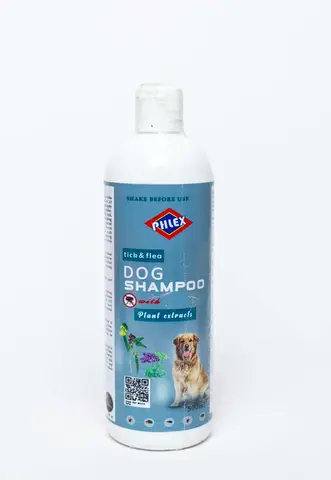 SHAKE BEFORE USE
PHLEX
tick & flea
DOG
SHAMPOO
with
Plant extracts